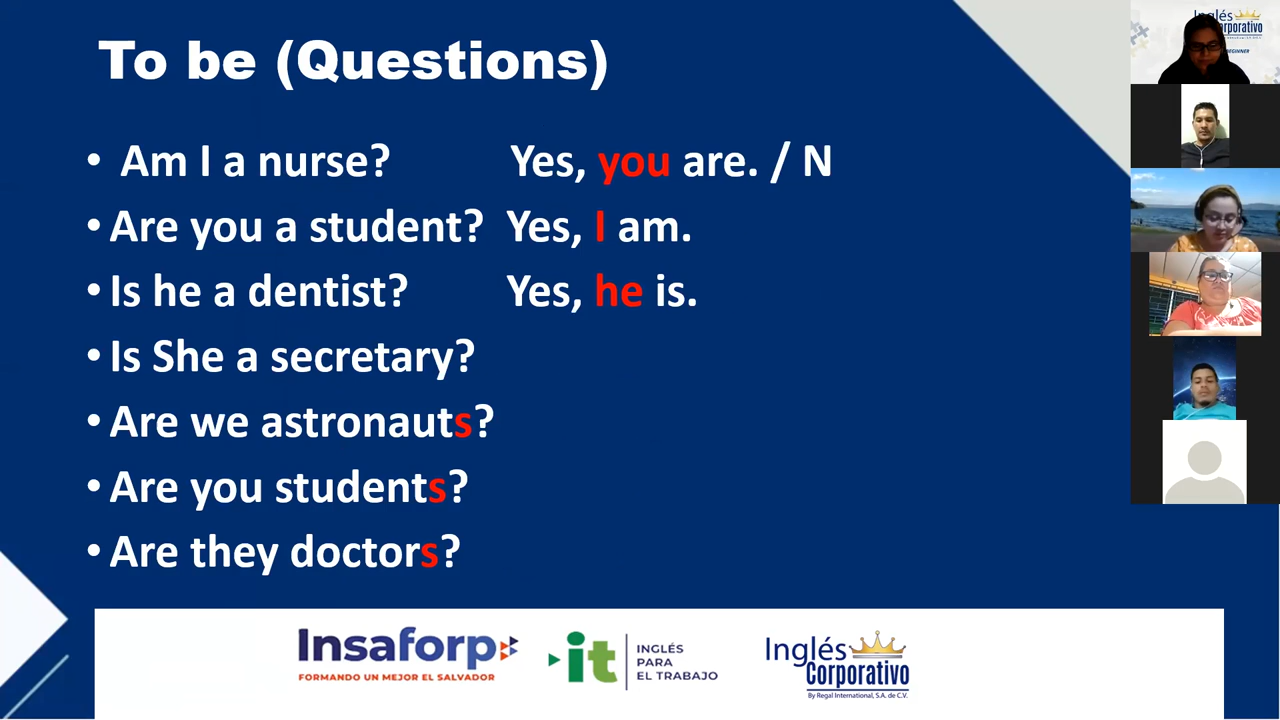 To be (Questions)
• Am I a nurse? Yes, you are. / N
• Are you a student? Yes, I am.
• Is he a dentist? Yes, he is.
• Is She a secretary?
• Are we astronauts?
• Are you students?
• Are they doctors?
Insaforp
FORMANDO UN MEJOR EL SALVADOR
it
INGLÉS
PARA
EL TRABAJO
Inglés
Corporativo
By Regal International, S.A. de C.V.
Inglés
Corporativo